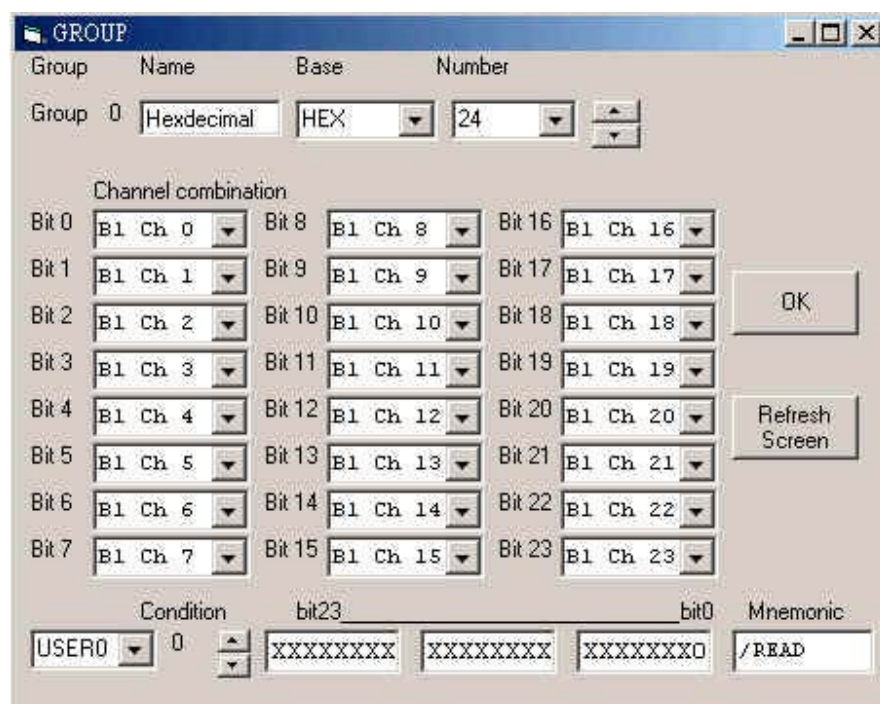 GROUP
Group Name Base Number
Group 0 Hexdecimal HEX 24
Channel combination
Bit 0 B1 Ch 0 Bit 8 B1 Ch 8 Bit 16 B1 Ch 16
Bit 1 B1 Ch 1 Bit 9 B1 Ch 9 Bit 17 B1 Ch 17
Bit 2 B1 Ch 2 Bit 10 B1 Ch 10 Bit 18 B1 Ch 18
Bit 3 B1 Ch 3 Bit 11 B1 Ch 11 Bit 19 B1 Ch 19
Bit 4 B1 Ch 4 Bit 12 B1 Ch 12 Bit 20 B1 Ch 20
Bit 5 B1 Ch 5 Bit 13 B1 Ch 13 Bit 21 B1 Ch 21
Bit 6 B1 Ch 6 Bit 14 B1 Ch 14 Bit 22 B1 Ch 22
Bit 7 B1 Ch 7 Bit 15 B1 Ch 15 Bit 23 B1 Ch 23
OK
Refresh
Screen
Condition bit23 bit0 Mnemonic
USER0 0 XXXXXXXX XXXXXXXX XXXXXXX0 /READ